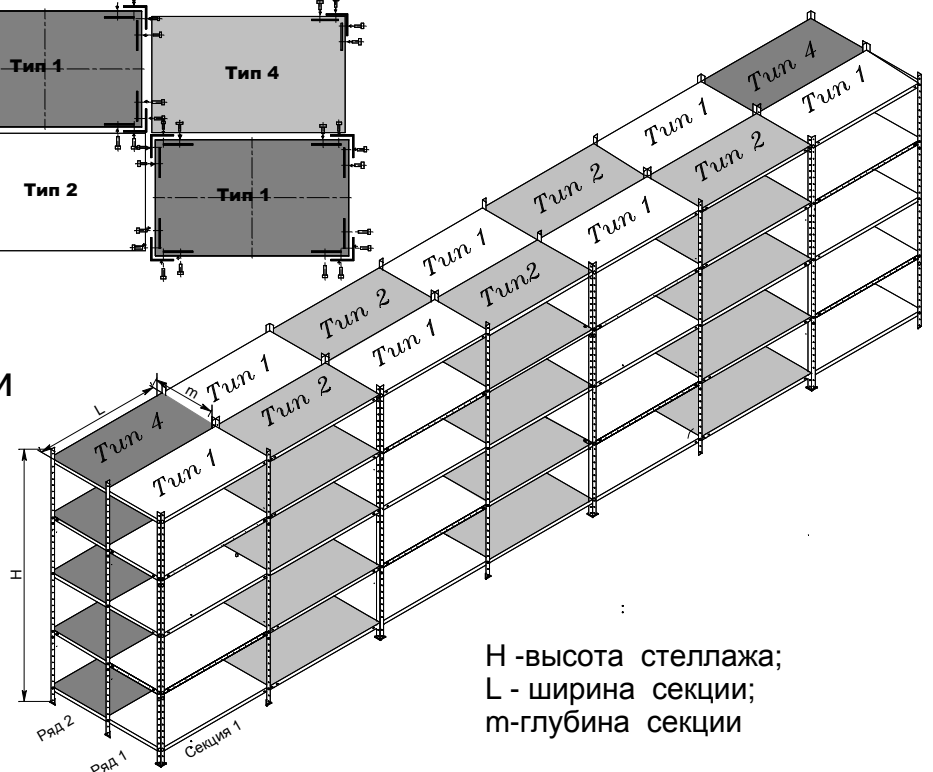 Тип 1
Тип 4
Тип 2
Тип 1
Тип 4
Тип 1
Тип 1
Тип 2
Тип 2
Тип 1
Тип 1
Тип2
Тип 2
Тип 1
Тип 1
Тип 2
Тип 4
Тип 1
и
L
m
H
Ряд 2
Ряд 1
Секция 1
H -высота стеллажа;
L - ширина секции;
m-глубина секции